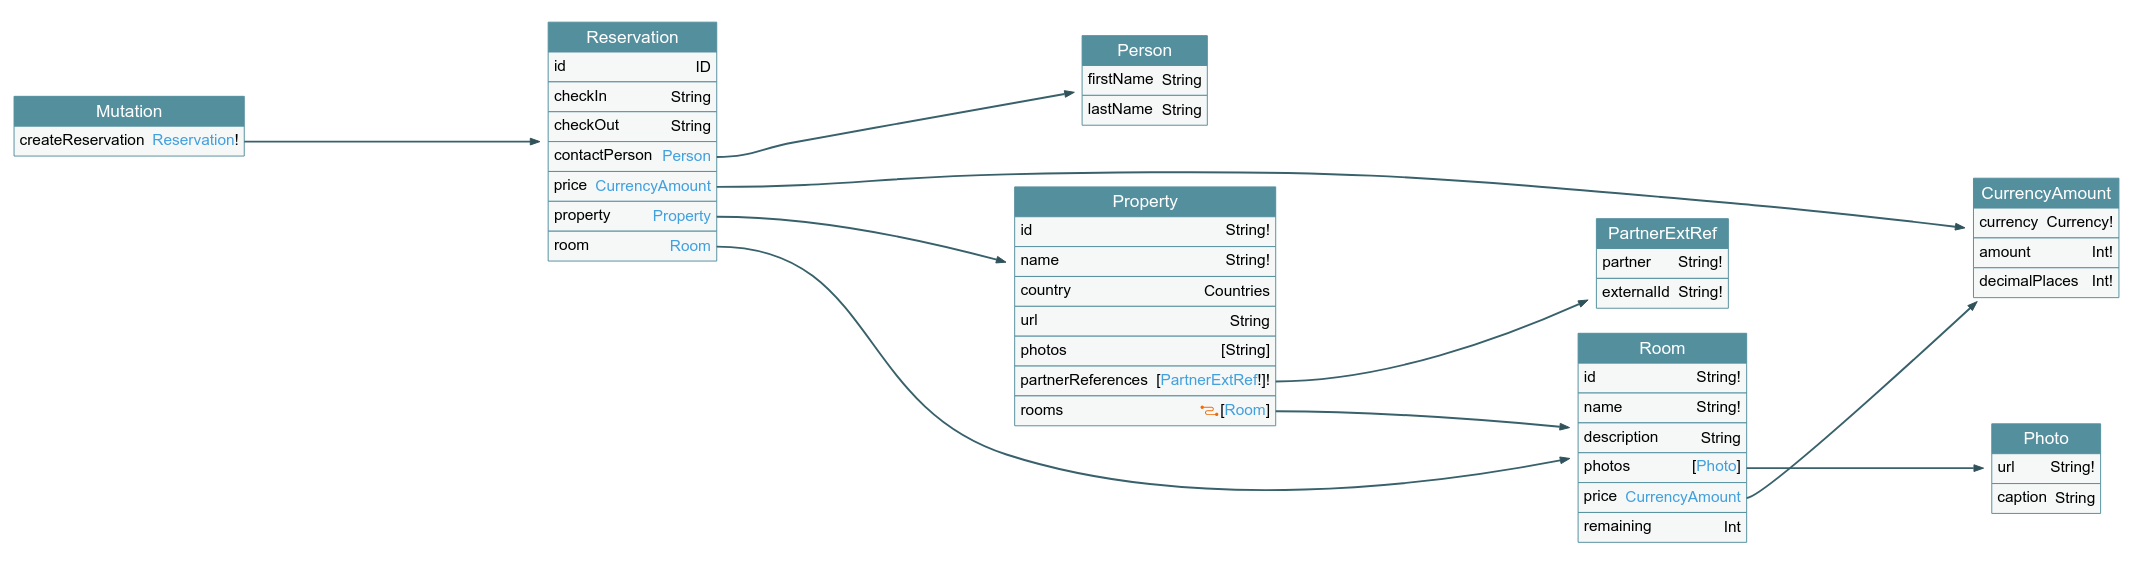 Mutation
createReservation Reservation!
Reservation
id ID
checkIn String
checkOut String
contactPerson Person
price CurrencyAmount
property Property
room Room
Person
firstName String
lastName String
Property
id String!
name String!
country Countries
url String
photos [String]
partnerReferences [PartnerExtRef!]!
rooms [Room]
PartnerExtRef
partner String!
externalId String!
Room
id String!
name String!
description String
photos [Photo]
price CurrencyAmount
remaining Int
CurrencyAmount
currency Currency!
amount Int!
decimalPlaces Int!
Photo
url String!
caption String